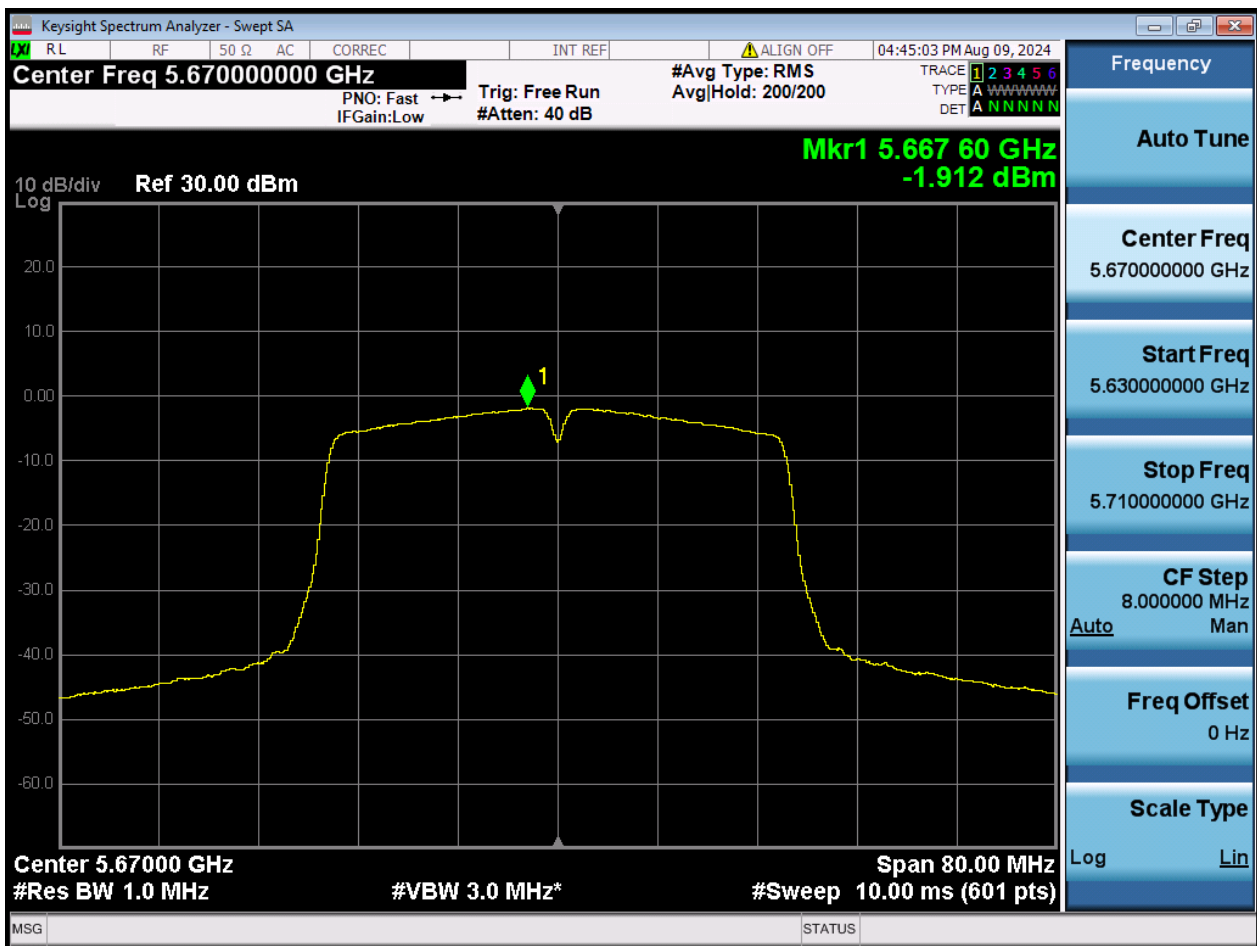 Keysight Spectrum Analyzer - Swept SA
LXI RL RF 50 Ω AC CORREC INT REF ALIGN OFF 04:45:03 PM Aug 09, 2024
Center Freq 5.670000000 GHz
PNO: Fast
IFGain:Low
Trig: Free Run
#Atten: 40 dB
#Avg Type: RMS
Avg|Hold: 200/200
TRACE 1 2 3 4 5 6
TYPE A WWWWW
DET A N N N N N
Mkr1 5.667 60 GHz
-1.912 dBm
10 dB/div Ref 30.00 dBm
Log
20.0
10.0
1
0.00
-10.0
-20.0
-30.0
-40.0
-50.0
-60.0
Center 5.67000 GHz Span 80.00 MHz
#Res BW 1.0 MHz #VBW 3.0 MHz* #Sweep 10.00 ms (601 pts)
MSG STATUS
Frequency
Auto Tune
Center Freq
5.670000000 GHz
Start Freq
5.630000000 GHz
Stop Freq
5.710000000 GHz
CF Step
8.000000 MHz
Auto Man
Freq Offset
0 Hz
Scale Type
Log Lin